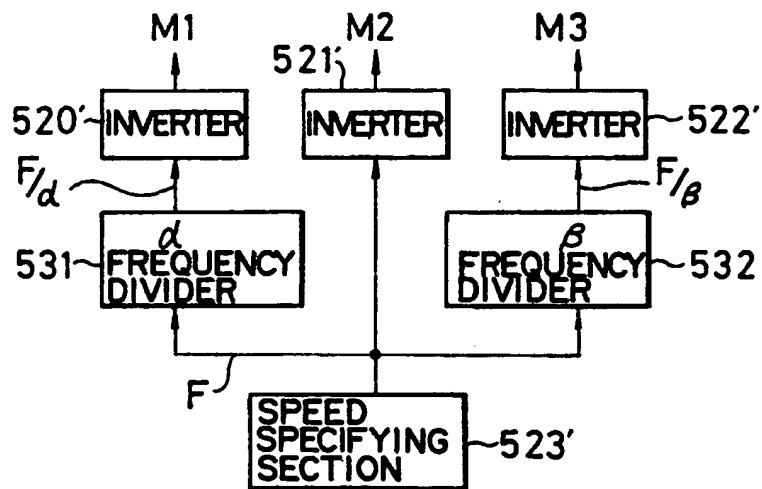 M1 M2 M3
521′
520′ INVERTER INVERTER INVERTER 522′
F/α F/β
α β
531 FREQUENCY FREQUENCY 532
DIVIDER DIVIDER
F
SPEED
SPECIFYING 523′
SECTION